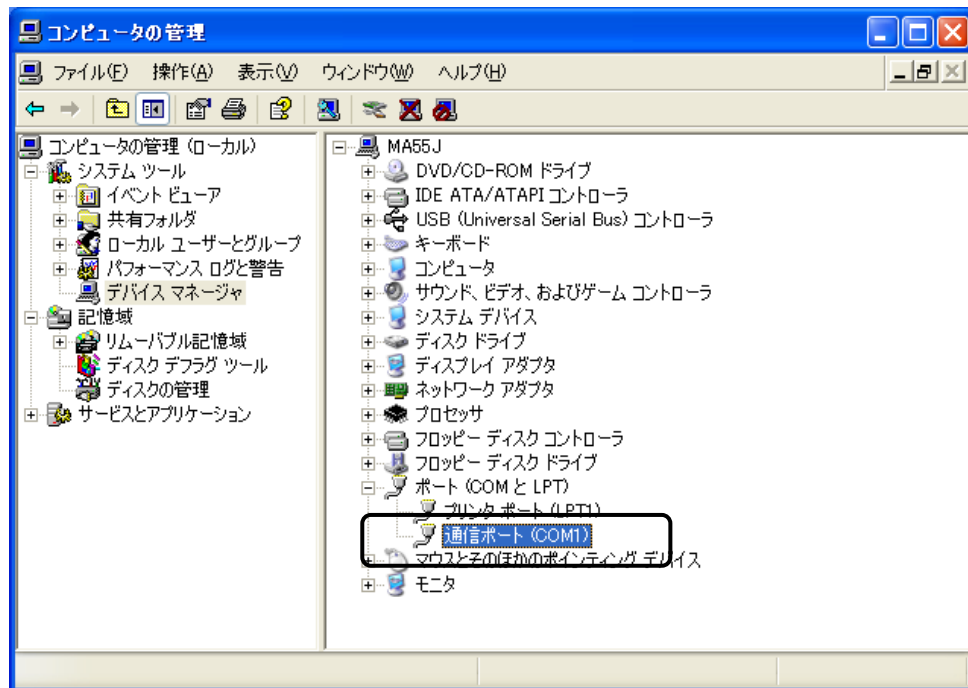 コンピュータの管理
ファイル(F) 操作(A) 表示(V) ウィンドウ(W) ヘルプ(H)
コンピュータの管理 (ローカル)
システム ツール
イベント ビューア
共有フォルダ
ローカル ユーザーとグループ
パフォーマンス ログと警告
デバイス マネージャ
記憶域
リムーバブル記憶域
ディスク デフラグ ツール
ディスクの管理
サービスとアプリケーション
MA55J
DVD/CD-ROM ドライブ
IDE ATA/ATAPI コントローラ
USB (Universal Serial Bus) コントローラ
キーボード
コンピュータ
サウンド、ビデオ、およびゲーム コントローラ
システム デバイス
ディスク ドライブ
ディスプレイ アダプタ
ネットワーク アダプタ
プロセッサ
フロッピー ディスク コントローラ
フロッピー ディスク ドライブ
ポート (COM と LPT)
プリンタ ポート (LPT1)
通信ポート (COM1)
マウスとそのほかのポインティング デバイス
モニタ